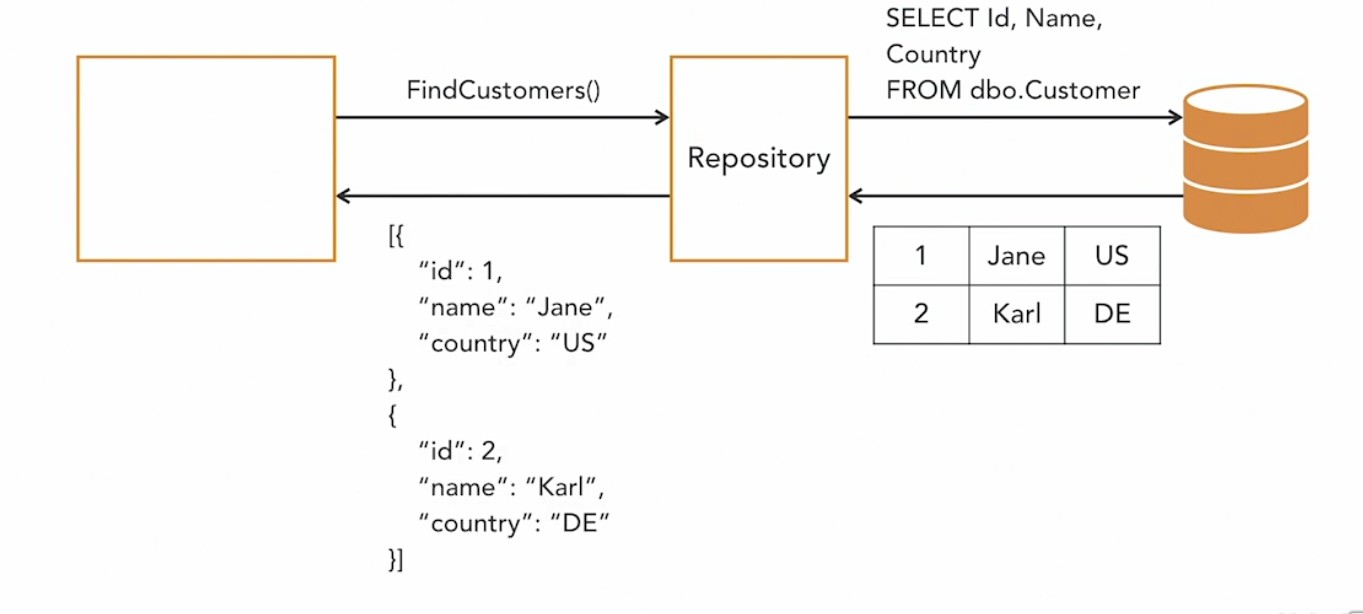 FindCustomers()
Repository
SELECT Id, Name,
Country
FROM dbo.Customer
[{
“id”: 1,
“name”: “Jane”,
“country”: “US”
},
{
“id”: 2,
“name”: “Karl”,
“country”: “DE”
}]
1 Jane US
2 Karl DE